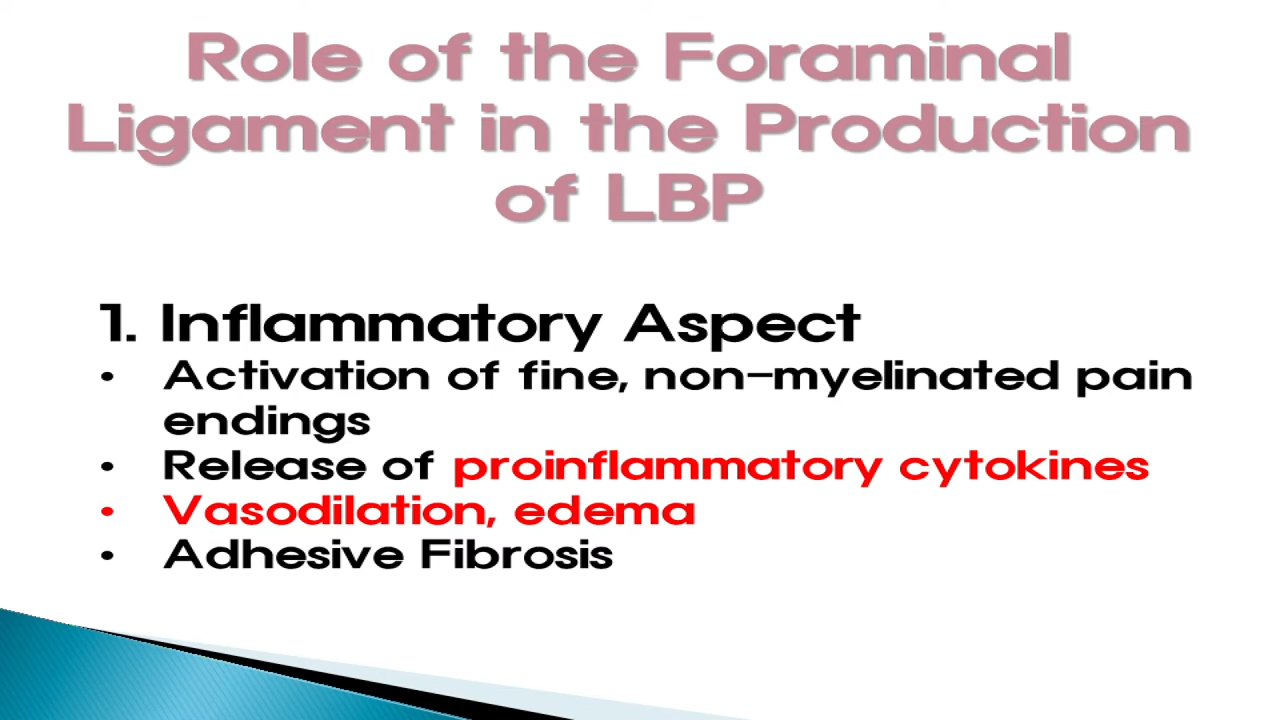 Role of the Foraminal
Ligament in the Production
of LBP
1. Inflammatory Aspect
• Activation of fine, non-myelinated pain
endings
• Release of proinflammatory cytokines
• Vasodilation, edema
• Adhesive Fibrosis